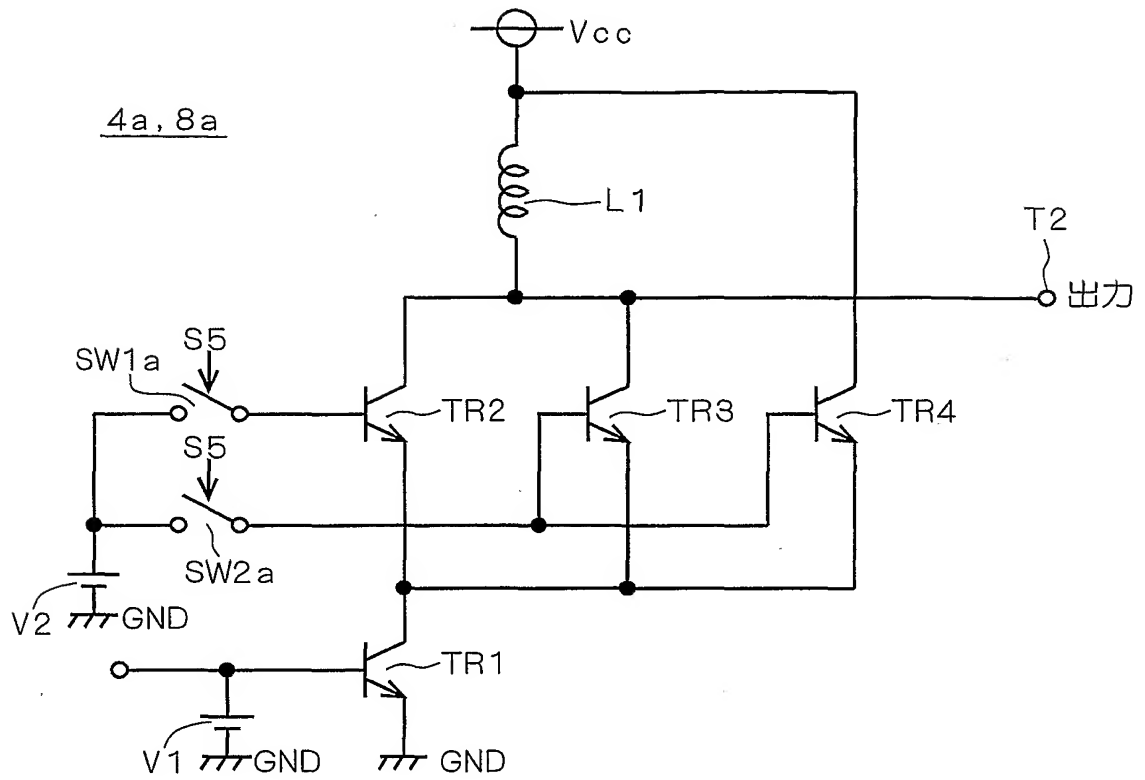 Vcc
4a, 8a
L1
T2
出力
S5
SW1a
TR2
TR3
TR4
S5
SW2a
V2
GND
TR1
V1
GND
GND